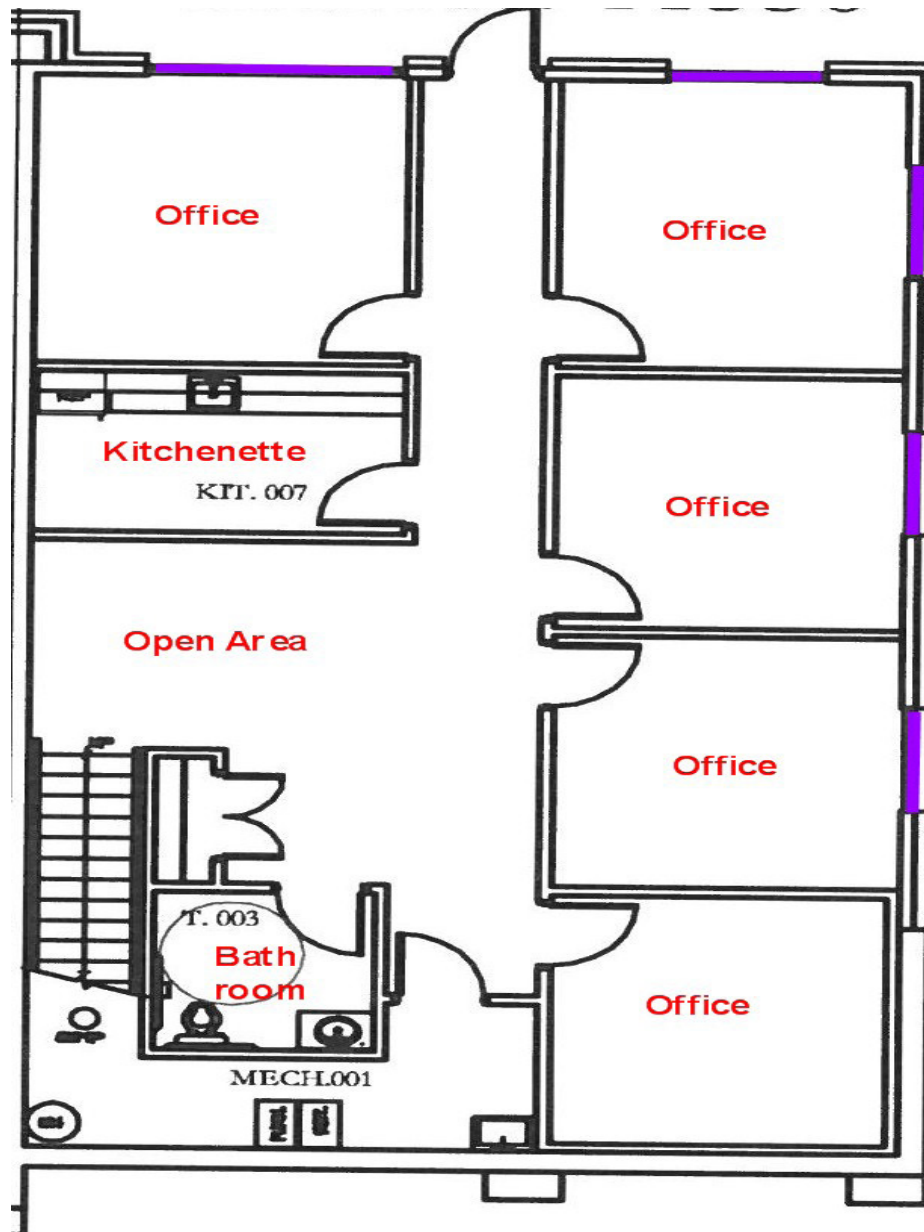 Office
Office
Kitchenette
KIT. 007
Office
Open Area
Office
T. 003
Bath
room
Office
MECH.001